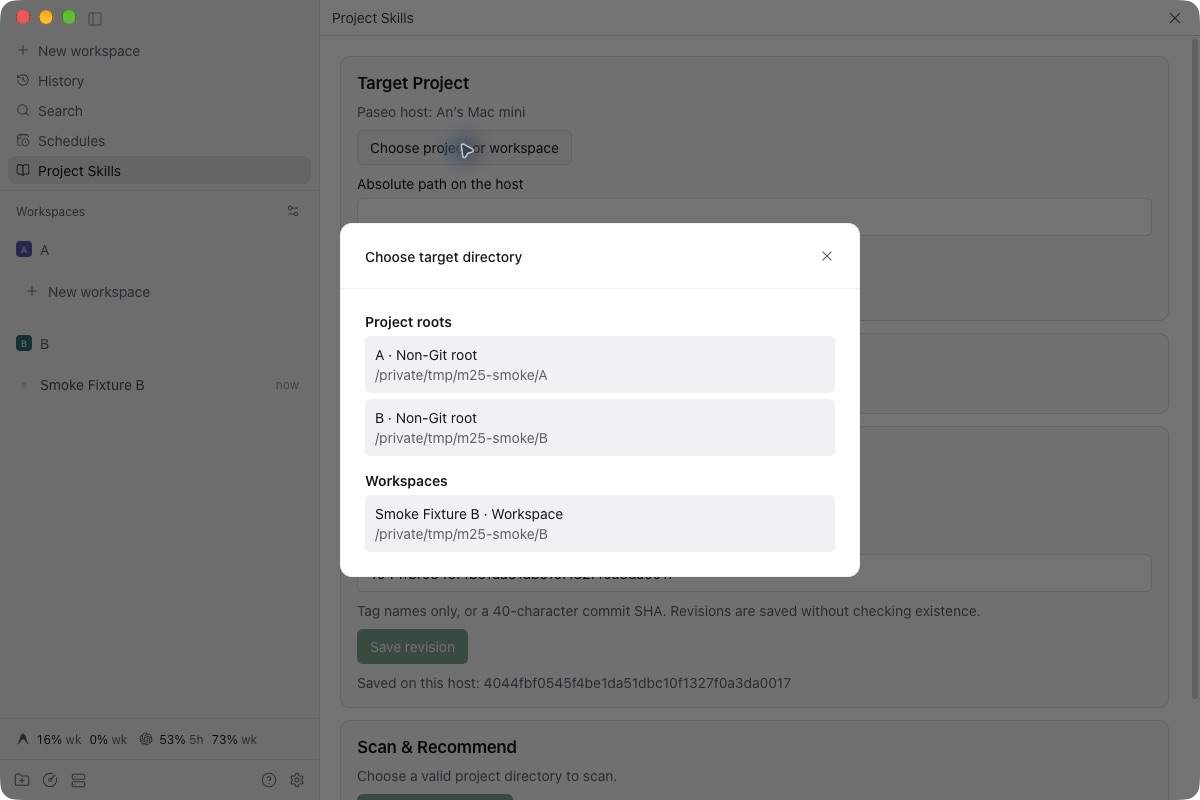 Project Skills
New workspace
History
Search
Schedules
Project Skills
Workspaces
A A
New workspace
B B
Smoke Fixture B now
16% wk 0% wk 53% 5h 73% wk
Target Project
Paseo host: An's Mac mini
Choose project or workspace
Absolute path on the host
Choose target directory
Project roots
A · Non-Git root
/private/tmp/m25-smoke/A
B · Non-Git root
/private/tmp/m25-smoke/B
Workspaces
Smoke Fixture B · Workspace
/private/tmp/m25-smoke/B
Tag names only, or a 40-character commit SHA. Revisions are saved without checking existence.
Save revision
Saved on this host: 4044fbf0545f4be1da51dbc10f1327f0a3da0017
Scan & Recommend
Choose a valid project directory to scan.